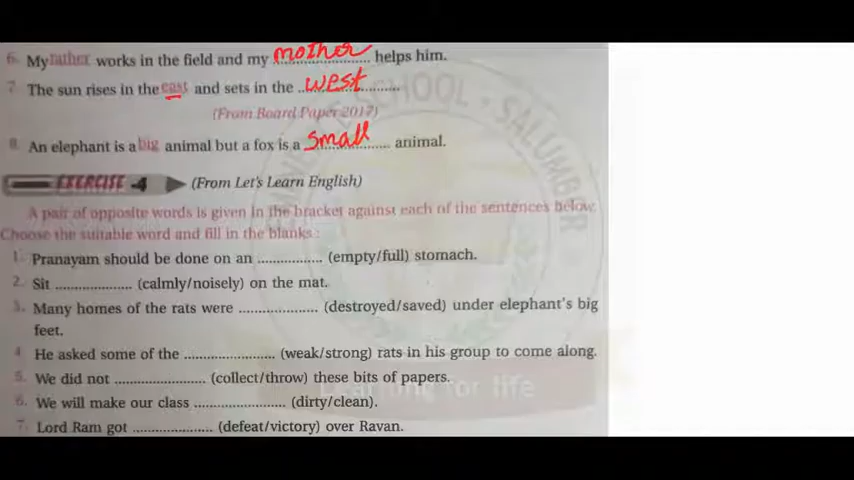 6. My father works in the field and my mother helps him.
7. The sun rises in the east and sets in the ..west..........
(From Board Paper 2017)
8. An elephant is a big animal but a fox is a small ........ animal.
EXERCISE -4 (From Let's Learn English)
A pair of opposite words is given in the bracket against each of the sentences below.
Choose the suitable word and fill in the blanks :
1. Pranayam should be done on an ................ (empty/full) stomach.
2. Sit ................... (calmly/noisely) on the mat.
3. Many homes of the rats were .................... (destroyed/saved) under elephant's big
feet.
4. He asked some of the ....................... (weak/strong) rats in his group to come along.
5. We did not ....................... (collect/throw) these bits of papers.
6. We will make our class ....................... (dirty/clean).
7. Lord Ram got .................... (defeat/victory) over Ravan.
SCHOOL - SALUMBER
Learning for life